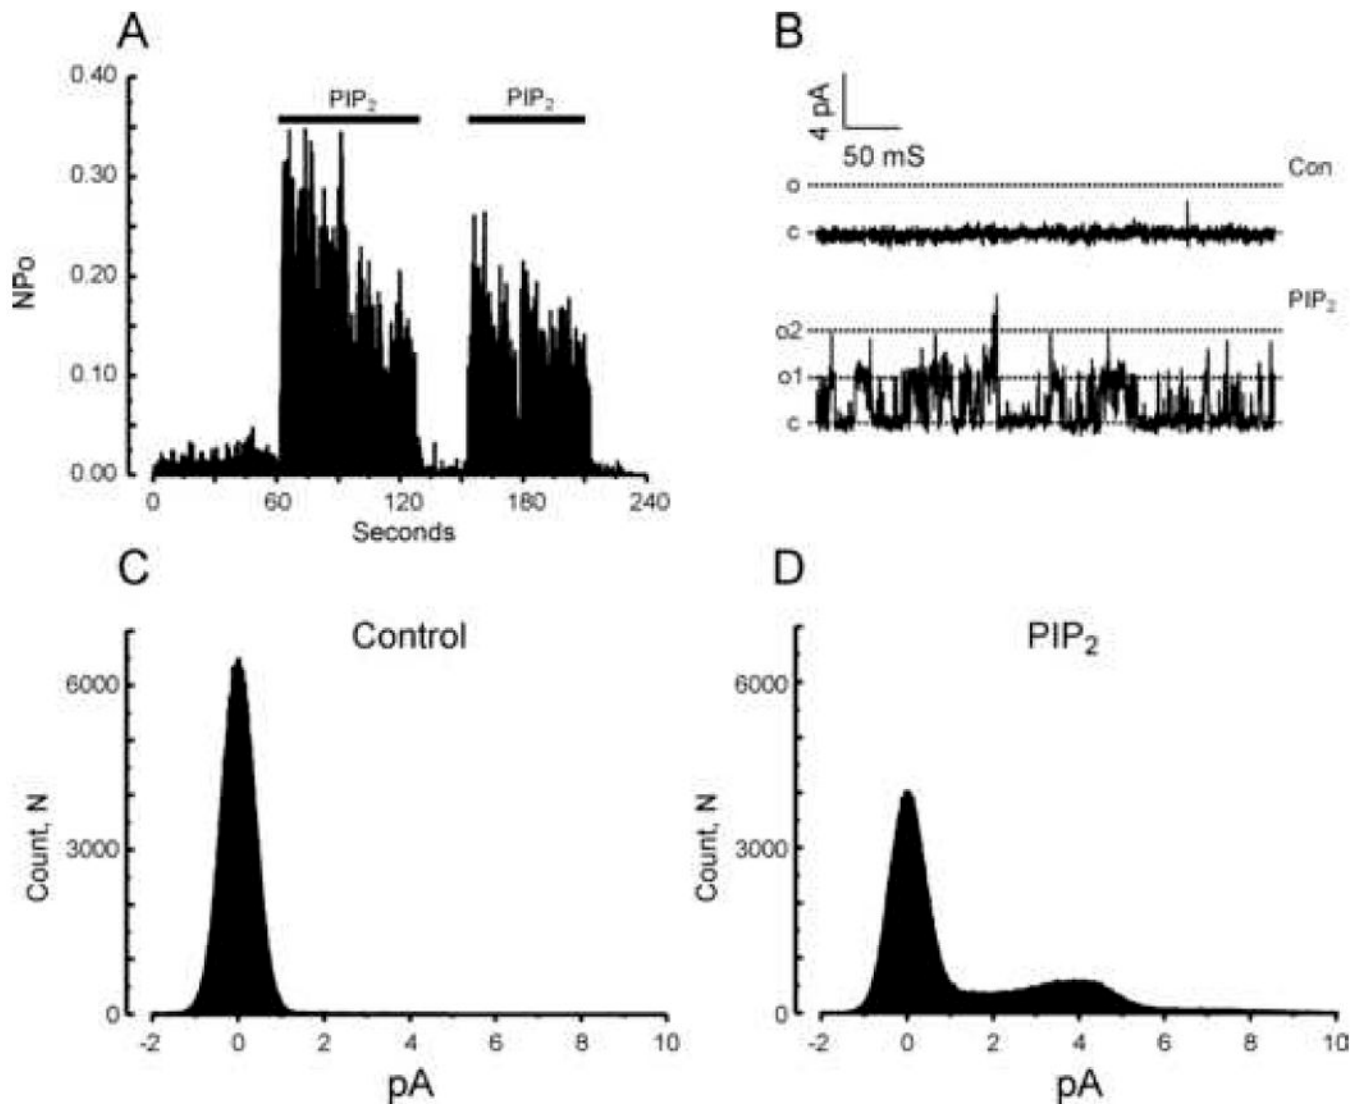 A
0.40
0.30
0.20
0.10
0.00
NPo
PIP₂
PIP₂
0
60
120
180
240
Seconds
B
4 pA
50 mS
o
c
Con
o2
o1
c
PIP₂
C
Control
6000
3000
0
Count, N
-2
0
2
4
6
8
10
pA
D
PIP₂
6000
3000
0
Count, N
-2
0
2
4
6
8
10
pA